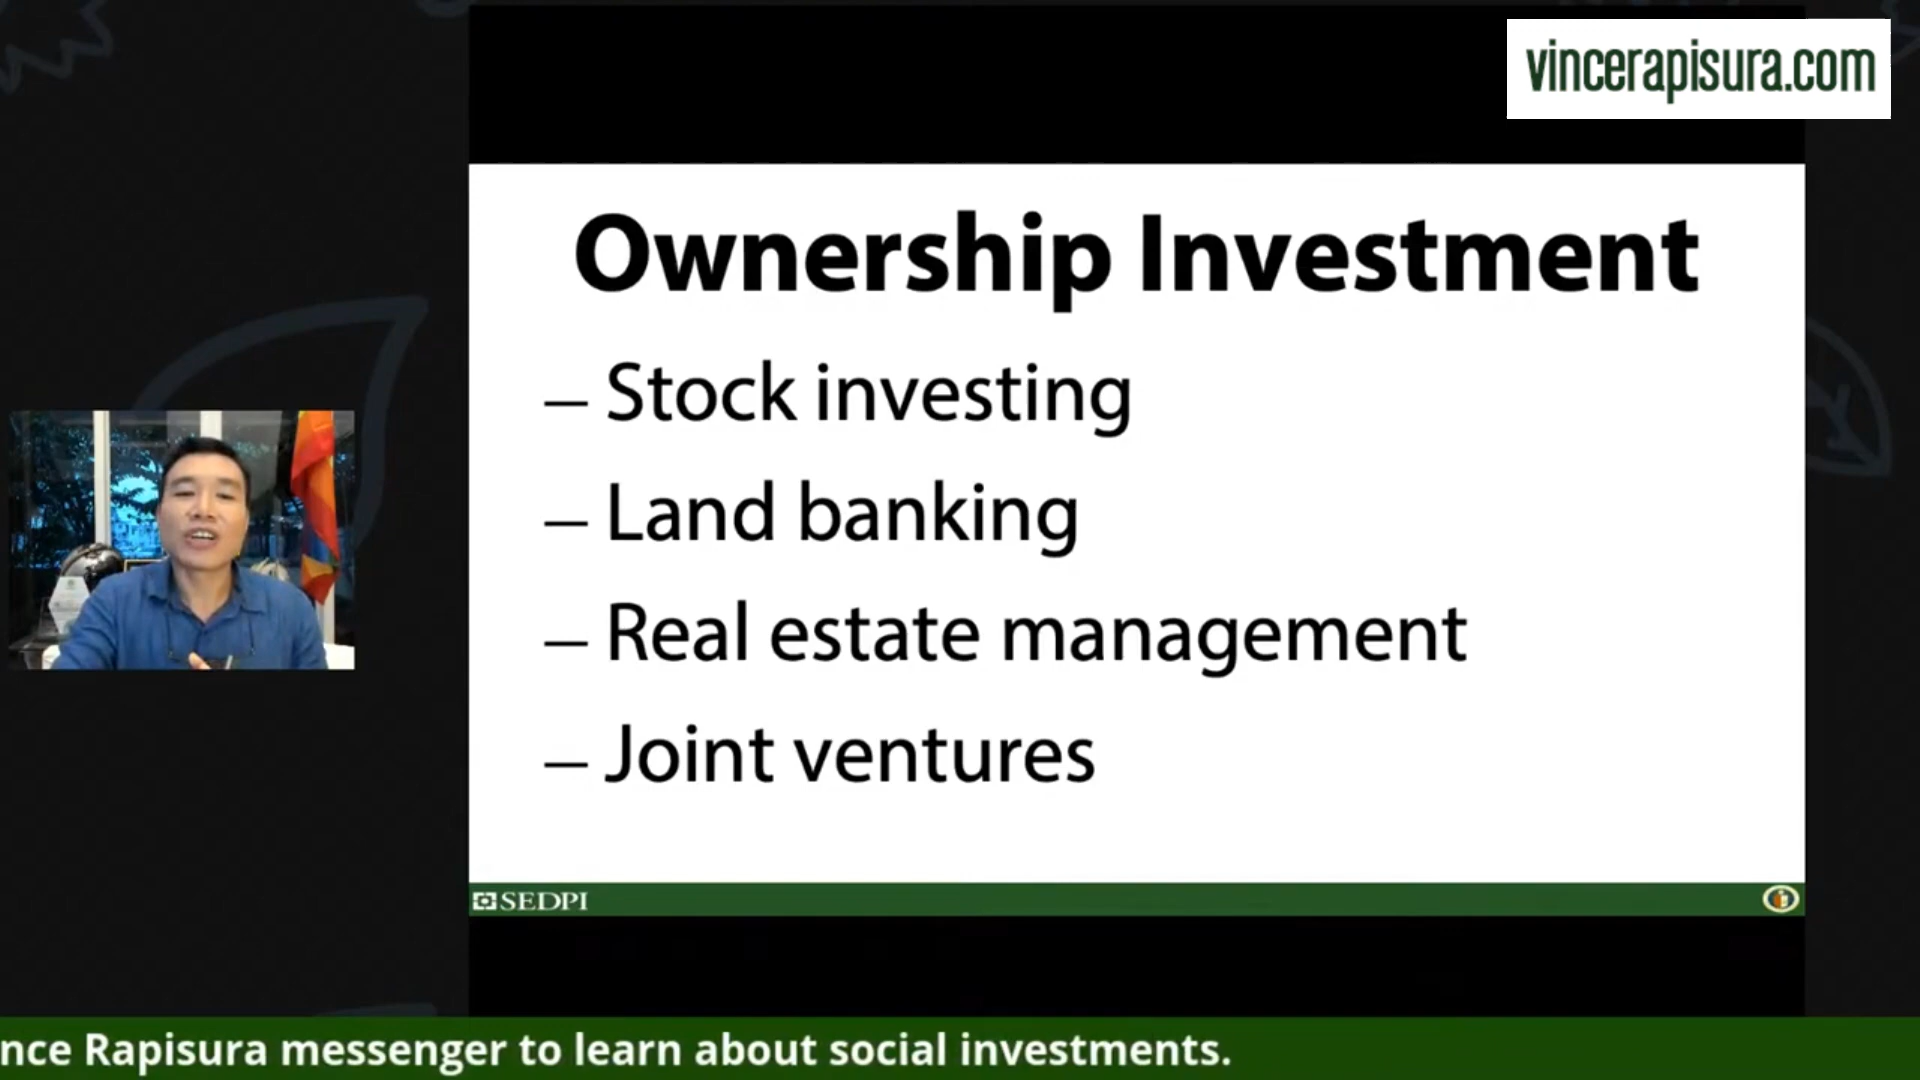 vincerapisura.com
Ownership Investment
– Stock investing
– Land banking
– Real estate management
– Joint ventures
SEDPI
nce Rapisura messenger to learn about social investments.